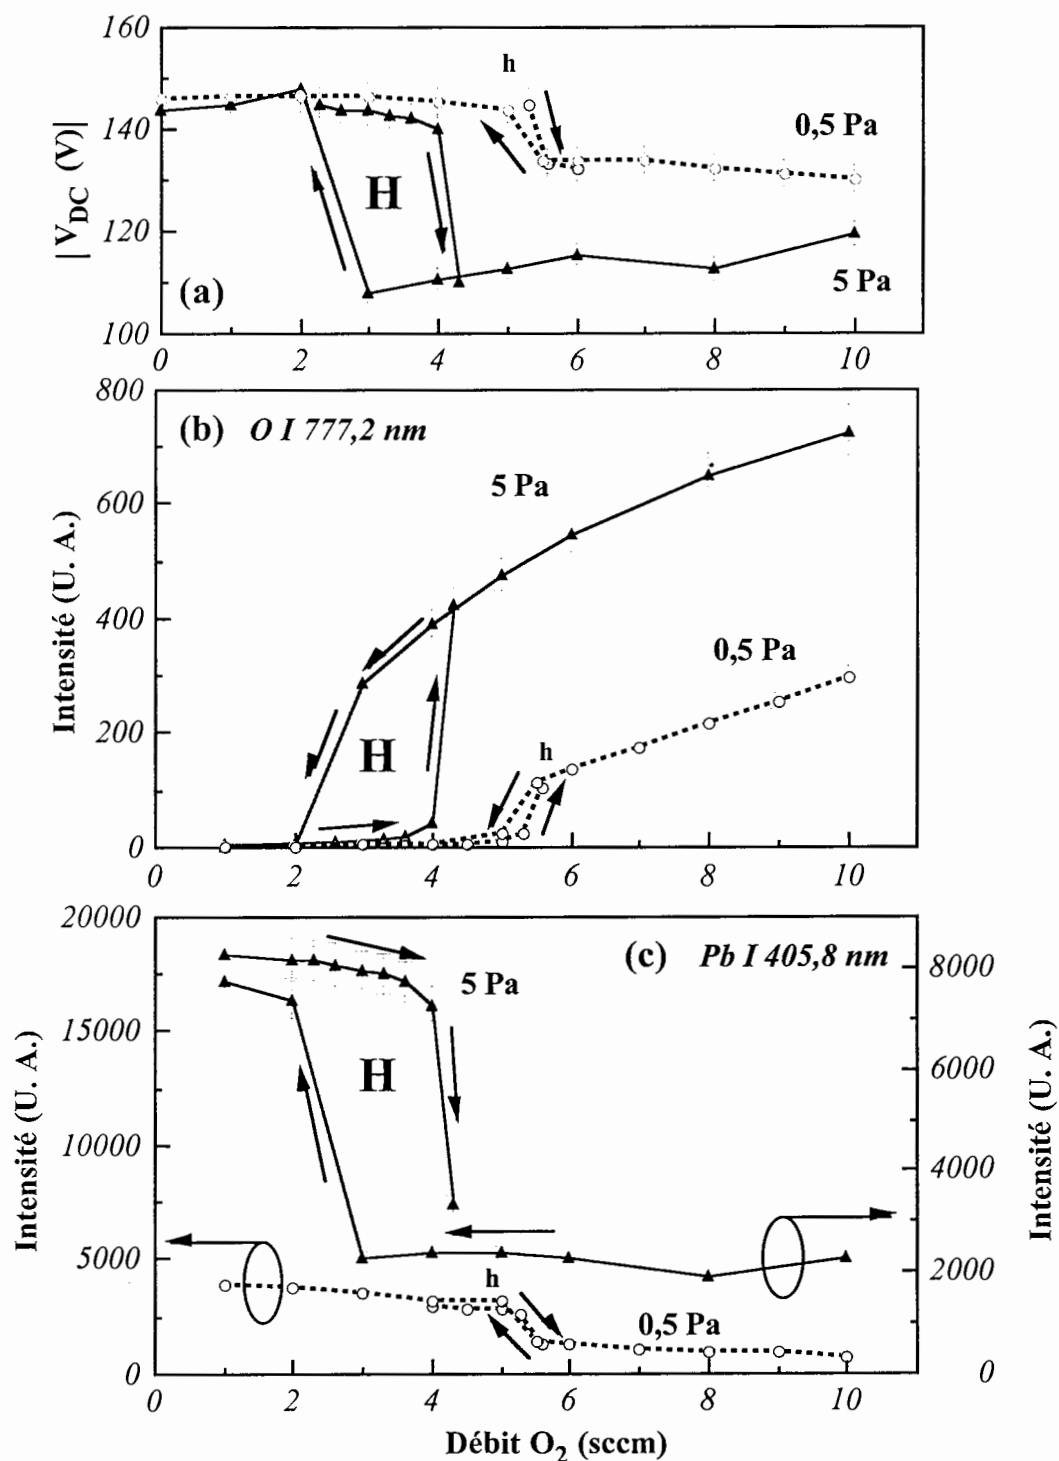 160
h
140
0,5 Pa
H
|V_DC (V)|
120
(a)
5 Pa
100
0 2 4 6 8 10
800
(b) O I 777,2 nm
5 Pa
600
Intensité (U. A.)
400
0,5 Pa
H
h
200
0
0 2 4 6 8 10
20000
(c) Pb I 405,8 nm
8000
5 Pa
15000
H
6000
Intensité (U. A.)
Intensité (U. A.)
10000
4000
5000
h
2000
0,5 Pa
0
0
0 2 4 6 8 10
Débit O₂ (sccm)